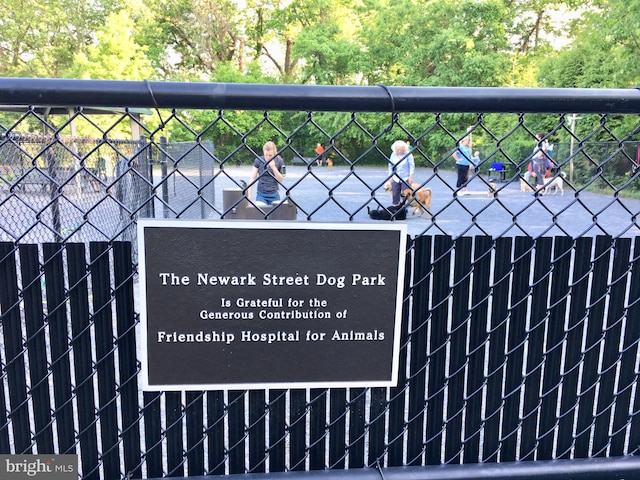 The Newark Street Dog Park
Is Grateful for the
Generous Contribution of
Friendship Hospital for Animals
bright MLS